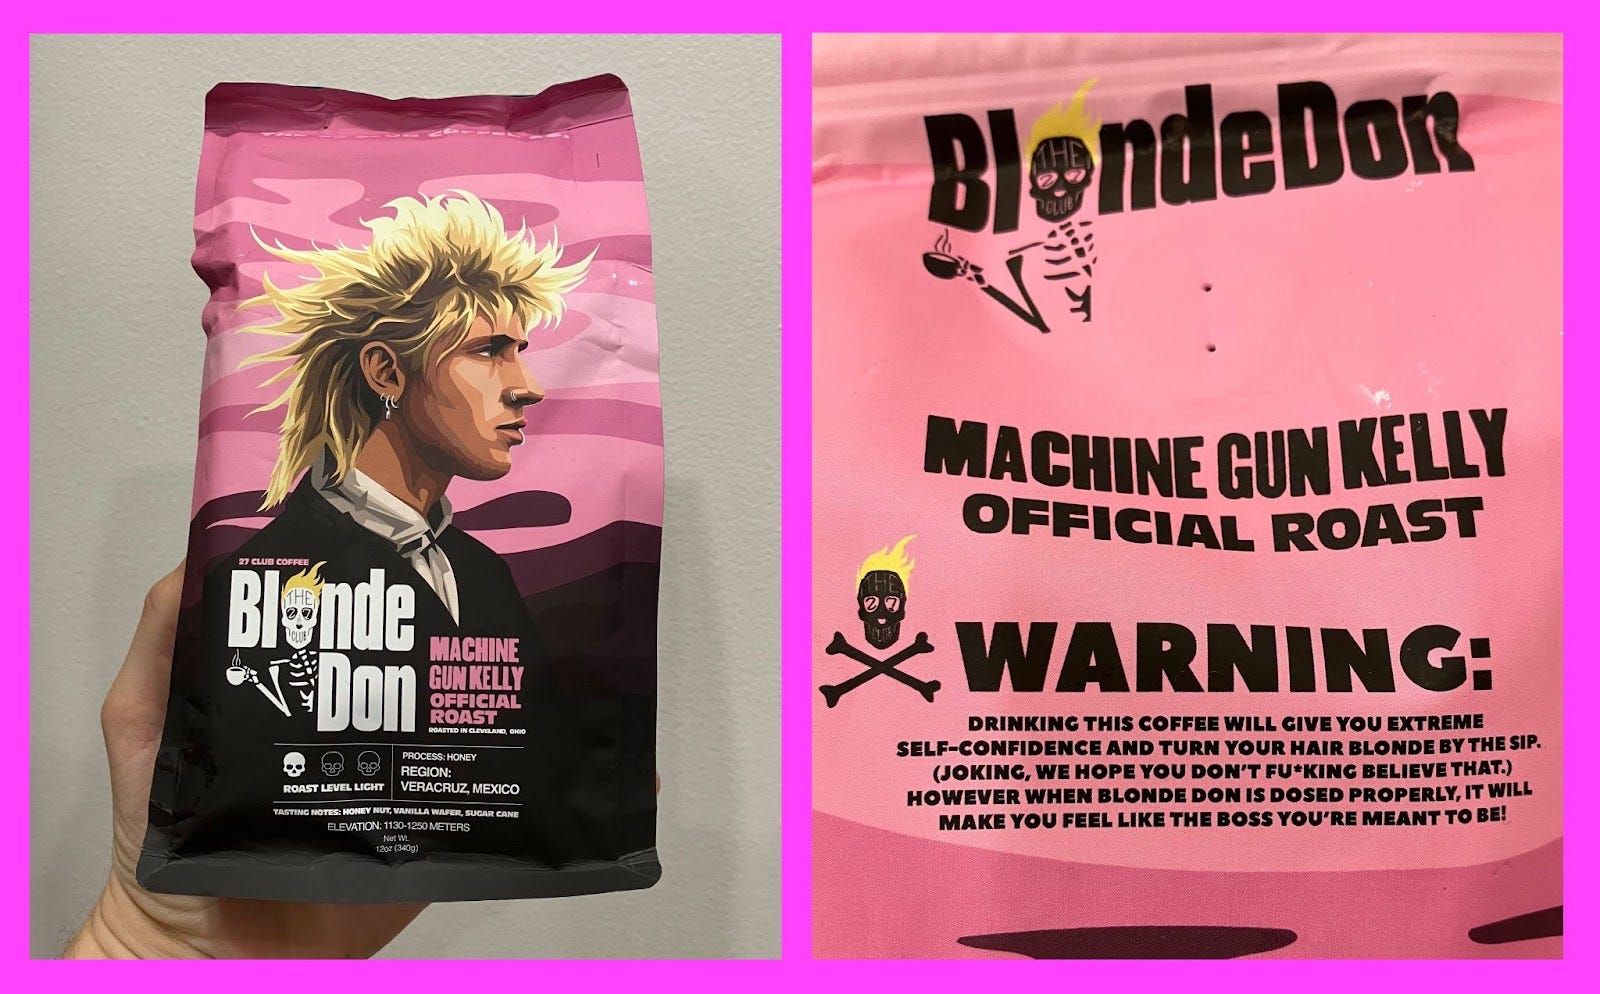 27 CLUB COFFEE
Blonde
THE
27
CLUB
Don
MACHINE
GUN KELLY
OFFICIAL
ROAST
ROASTED IN CLEVELAND, OHIO
ROAST LEVEL LIGHT
PROCESS: HONEY
REGION:
VERACRUZ, MEXICO
TASTING NOTES: HONEY NUT, VANILLA WAFER, SUGAR CANE
ELEVATION: 1130-1250 METERS
Net Wt.
12oz (340g)
BlondeDon
THE
27
CLUB
MACHINE GUN KELLY
OFFICIAL ROAST
THE
27
CLUB
WARNING:
DRINKING THIS COFFEE WILL GIVE YOU EXTREME
SELF-CONFIDENCE AND TURN YOUR HAIR BLONDE BY THE SIP.
(JOKING, WE HOPE YOU DON'T FU*KING BELIEVE THAT.)
HOWEVER WHEN BLONDE DON IS DOSED PROPERLY, IT WILL
MAKE YOU FEEL LIKE THE BOSS YOU'RE MEANT TO BE!